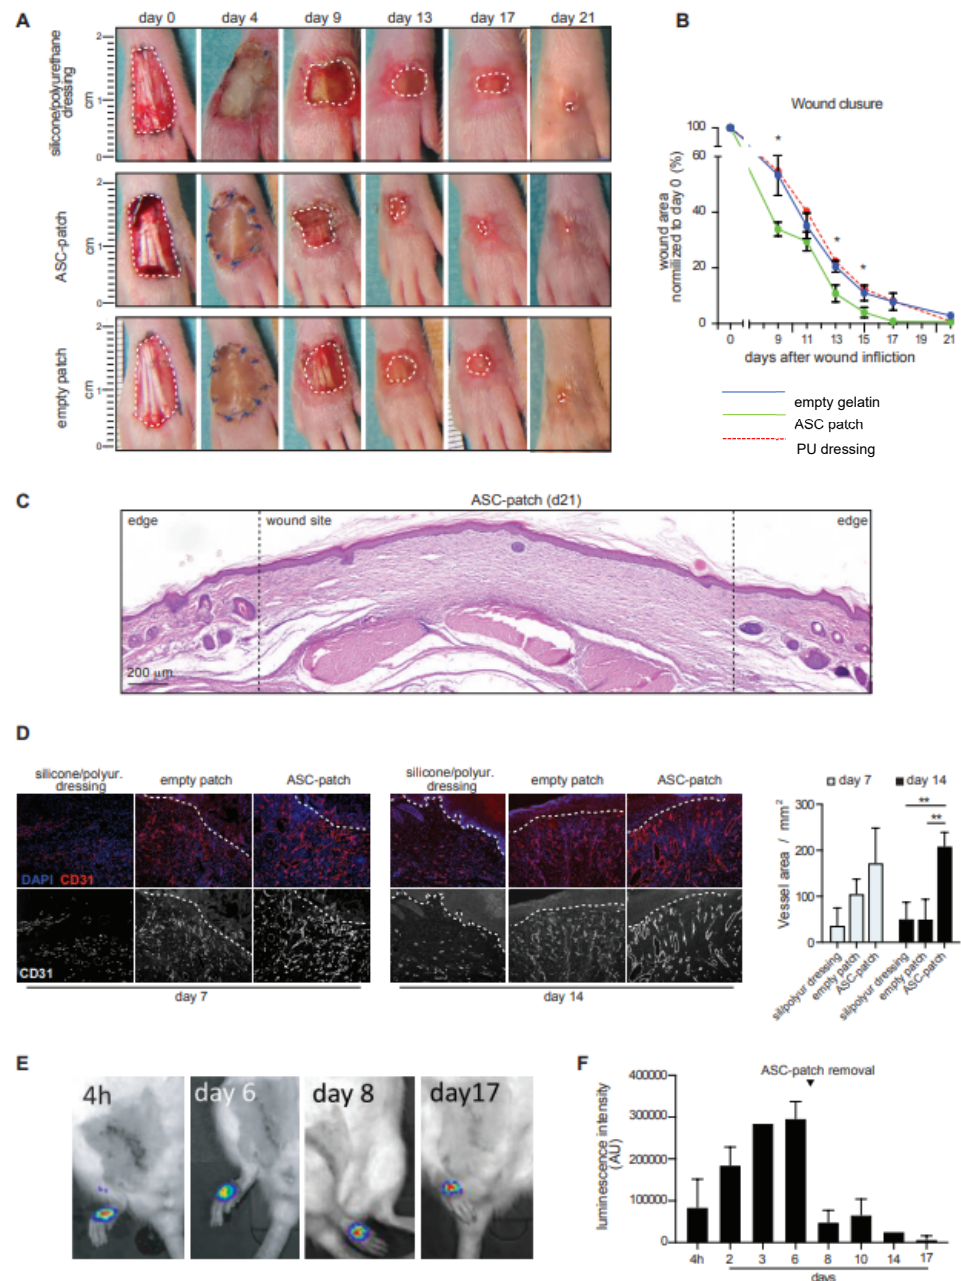 A
day 0 day 4 day 9 day 13 day 17 day 21
silicone/polyurethane
dressing
2
cm
1
0
ASC-patch
2
cm
1
0
empty patch
2
cm
1
0
B
Wound clusure
wound area
normilized to day 0 (%)
100
60
40
20
0
0 9 11 13 15 17 21
* * *
days after wound infliction
empty gelatin
ASC patch
PU dressing
C
ASC-patch (d21)
edge wound site edge
200 µm
D
silicone/polyur.
dressing
empty patch
ASC-patch
DAPI CD31
CD31
day 7
silicone/polyur.
dressing
empty patch
ASC-patch
day 14
day 7 day 14
Vessel area / mm²
300
200
100
0
**
**
sil/polyur dressing
empty patch
ASC-patch
sil/polyur dressing
empty patch
ASC-patch
E
4h day 6 day 8 day17
F
ASC-patch removal
luminescence intensity
(AU)
400000
300000
200000
100000
0
4h 2 3 6 8 10 14 17
days